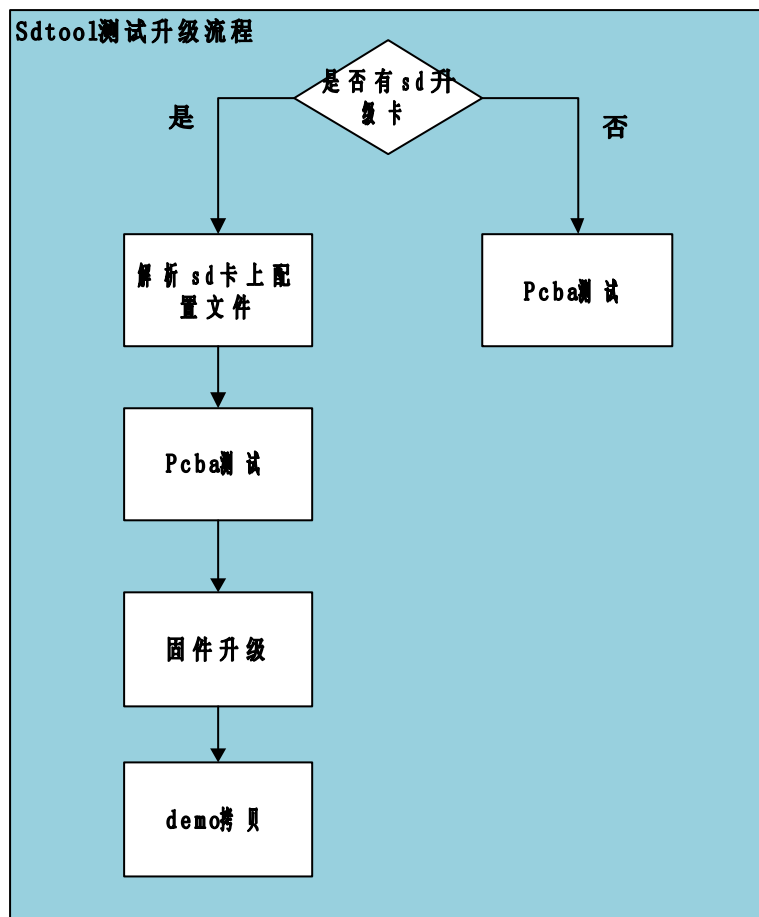 Sdtool测试升级流程
是否有sd升
级卡
是
否
解析sd卡上配
置文件
Pcba测试
Pcba测试
固件升级
demo拷贝